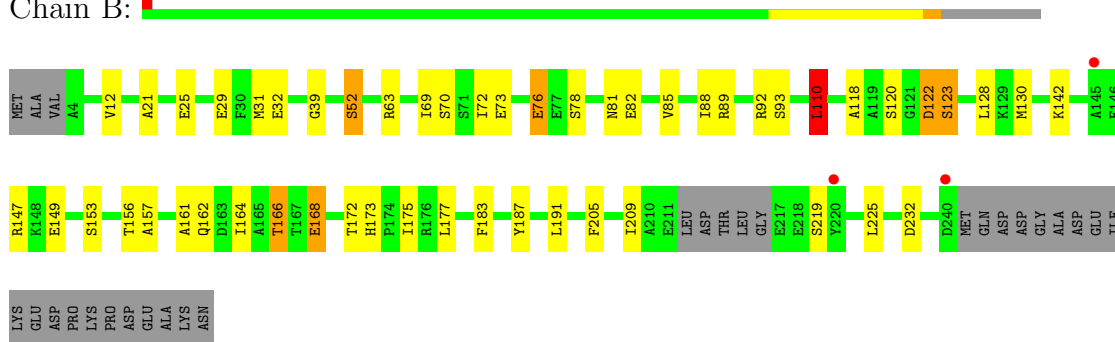 Chain B:
MET ALA VAL A4 V12 A21 E25 E29 F30 M31 E32 G39 S52 R63 I69 S70 S71 I72 E73 E76 E77 S78 N81 E82 V85 I88 R89 R92 S93 L110 A118 A119 S120 G121 D122 S123 L128 K129 M130 K142 A145 E146
R147 K148 E149 S153 T156 A157 A161 Q162 D163 I164 A165 T166 T167 E168 T172 H173 P174 I175 R176 L177 F183 Y187 L191 F205 I209 A210 E211 LEU ASP THR LEU GLY E217 E218 S219 Y220 L225 D232 D240 MET GLN ASP ASP GLY ALA ASP GLU ILE
LYS GLU ASP PRO LYS PRO ASP GLU ALA LYS ASN